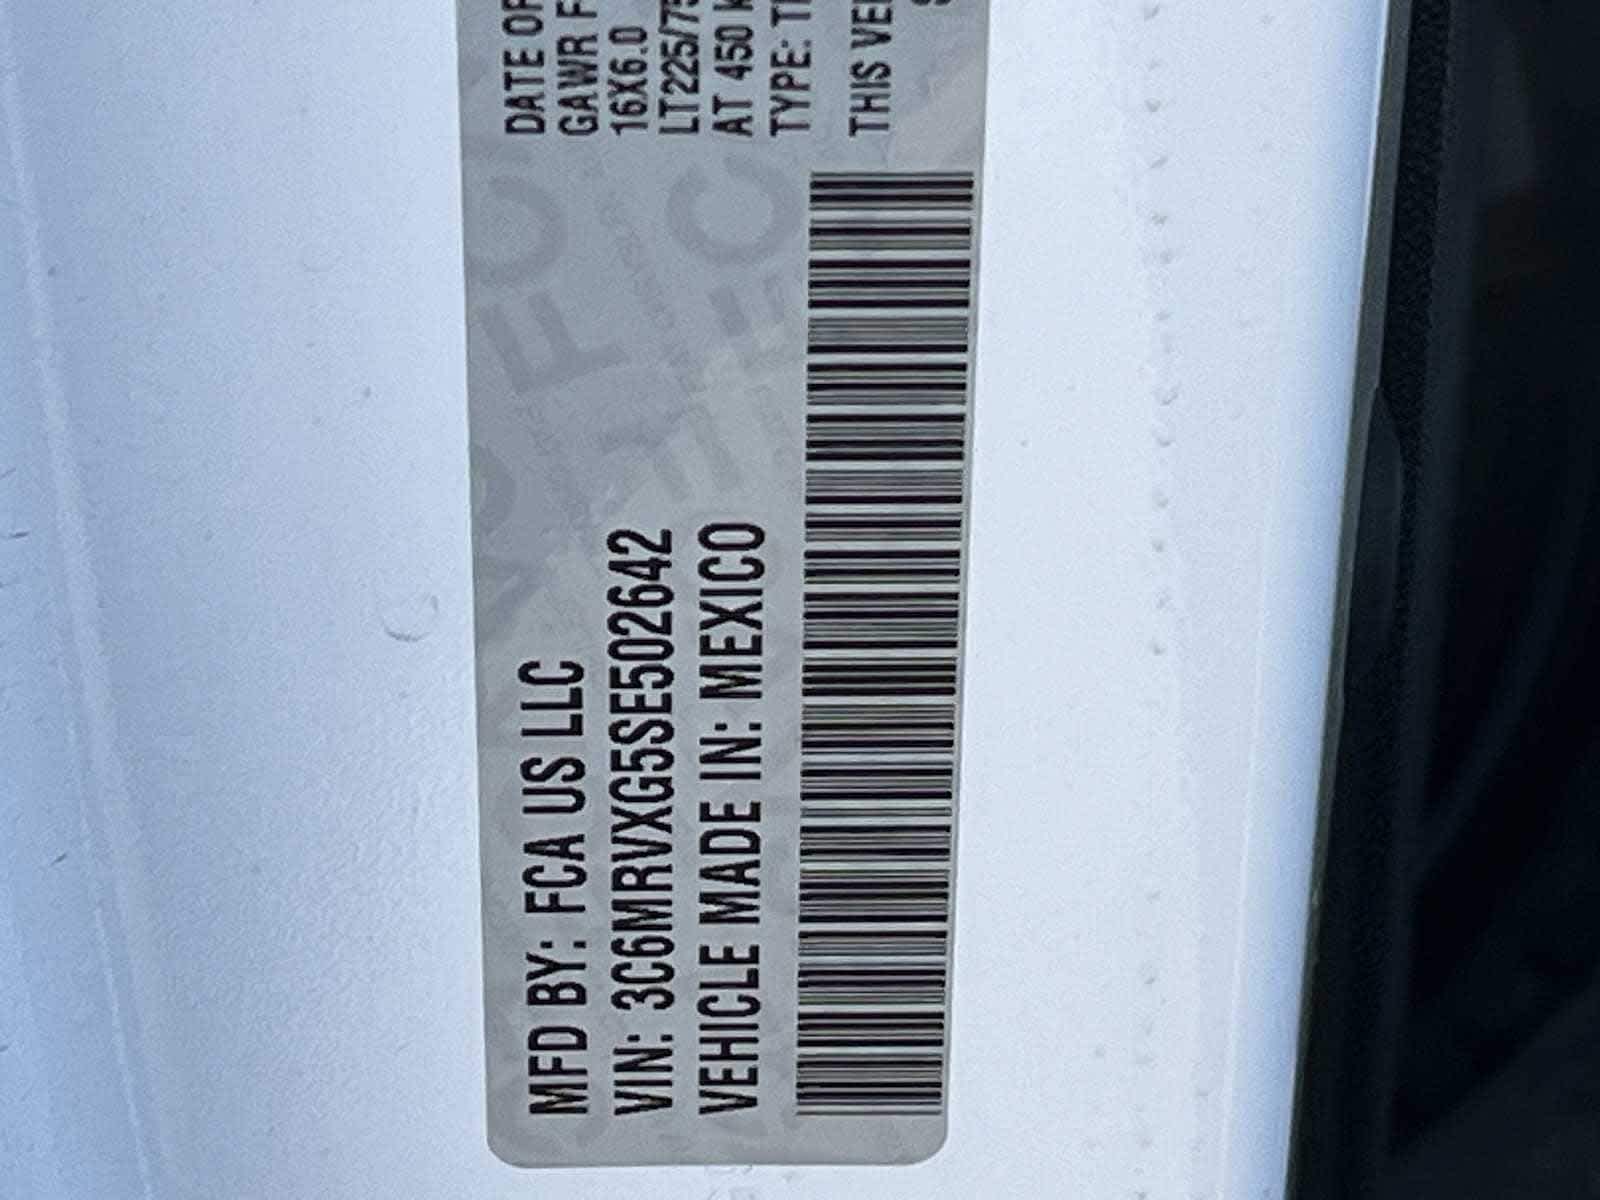 MFD BY: FCA US LLC
VIN: 3C6MRVXG5SE502642
VEHICLE MADE IN: MEXICO
DATE OF
GAWR F
16X6.0
LT225/75
AT 450 K
TYPE: T
THIS VE
S